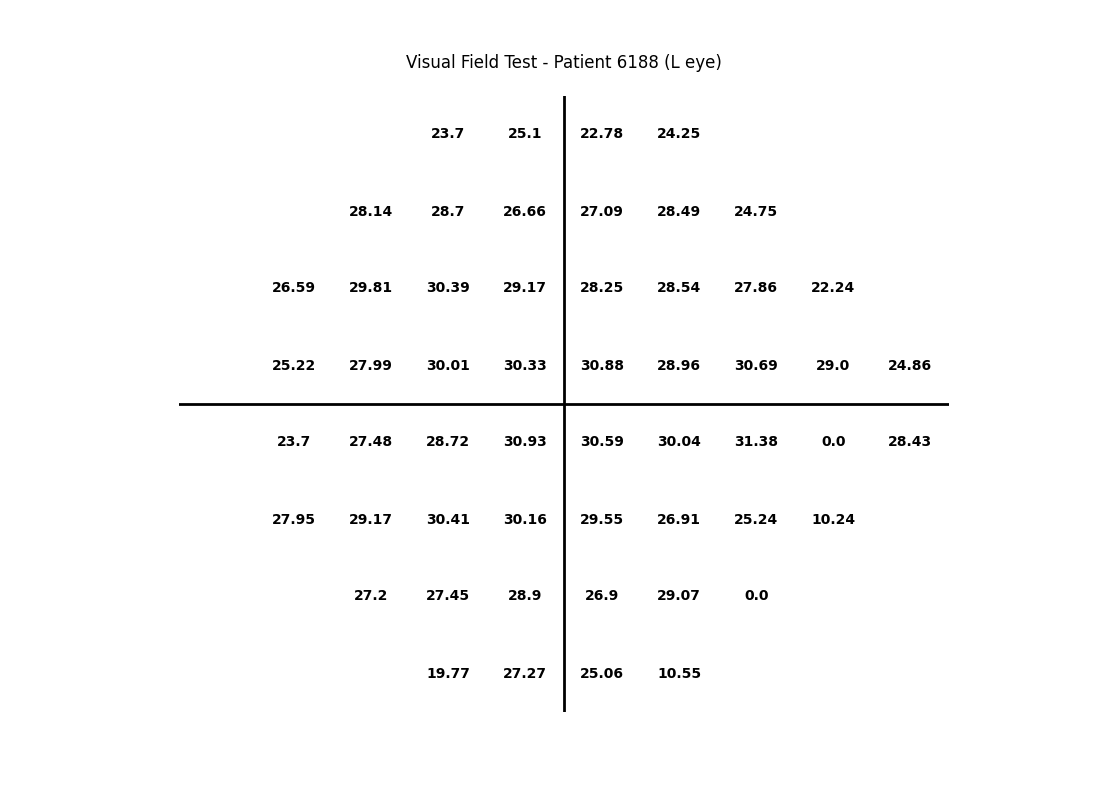 Visual Field Test - Patient 6188 (L eye)
23.7 25.1 22.78 24.25
28.14 28.7 26.66 27.09 28.49 24.75
26.59 29.81 30.39 29.17 28.25 28.54 27.86 22.24
25.22 27.99 30.01 30.33 30.88 28.96 30.69 29.0 24.86
23.7 27.48 28.72 30.93 30.59 30.04 31.38 0.0 28.43
27.95 29.17 30.41 30.16 29.55 26.91 25.24 10.24
27.2 27.45 28.9 26.9 29.07 0.0
19.77 27.27 25.06 10.55